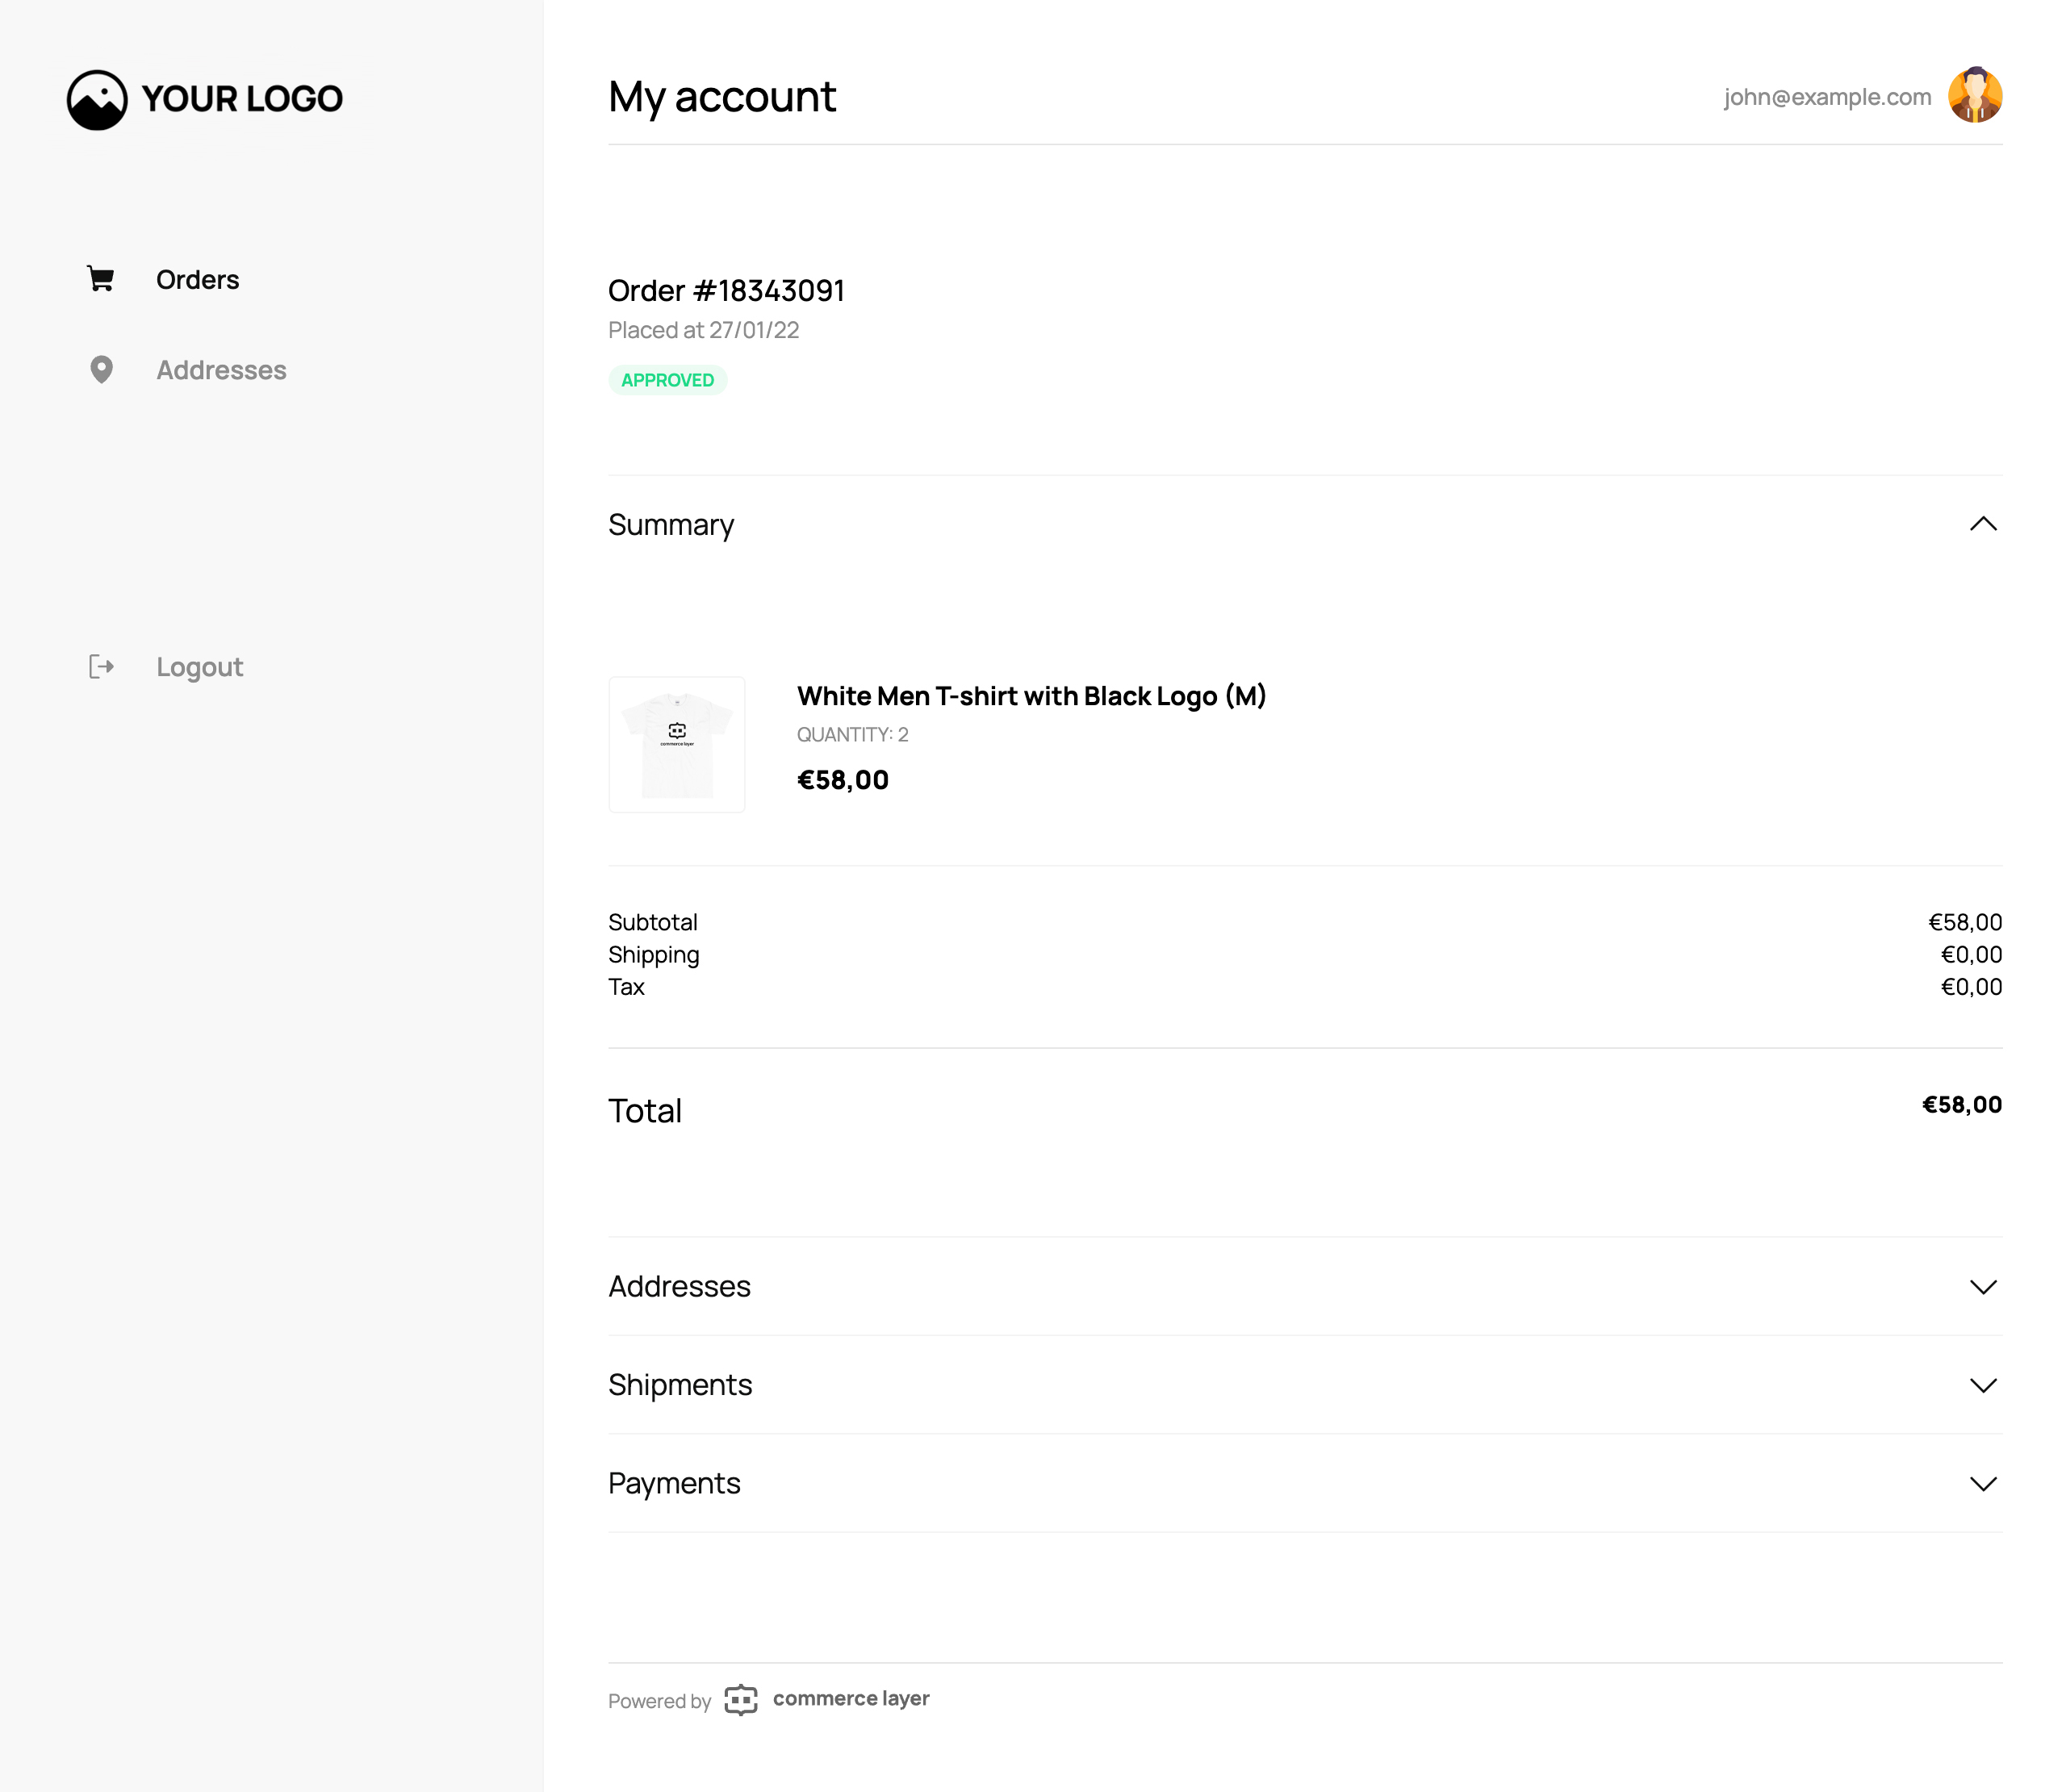 YOUR LOGO
My account
john@example.com
Orders
Addresses
Logout
Order #18343091
Placed at 27/01/22
APPROVED
Summary
commerce layer
White Men T-shirt with Black Logo (M)
QUANTITY: 2
€58,00
Subtotal €58,00
Shipping €0,00
Tax €0,00
Total €58,00
Addresses
Shipments
Payments
Powered by commerce layer